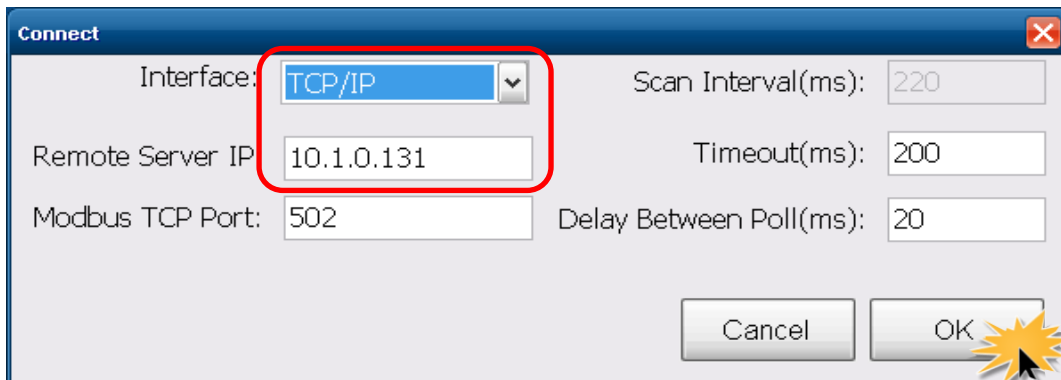 Connect
Interface: TCP/IP Scan Interval(ms): 220
Remote Server IP 10.1.0.131 Timeout(ms): 200
Modbus TCP Port: 502 Delay Between Poll(ms): 20
Cancel OK